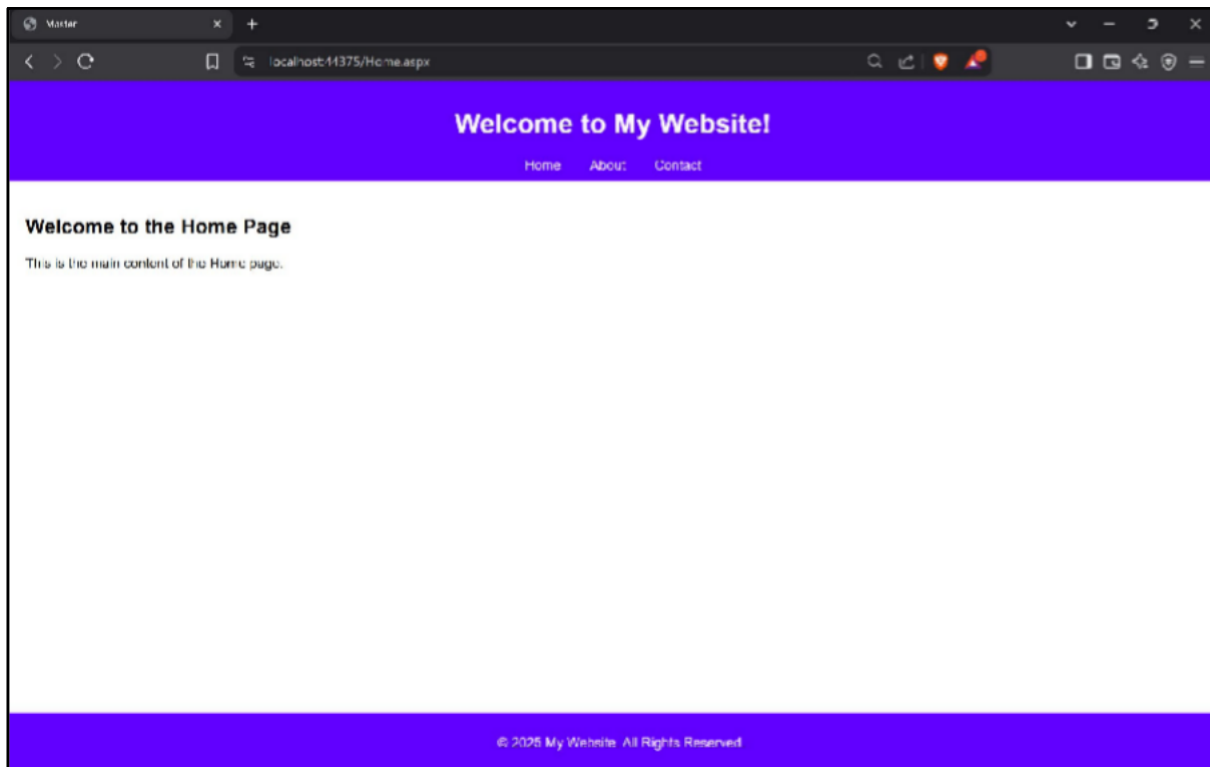 Master
localhost:44375/Home.aspx
Welcome to My Website!
Home About Contact
Welcome to the Home Page
This is the main content of the Home page.
© 2025 My Website. All Rights Reserved